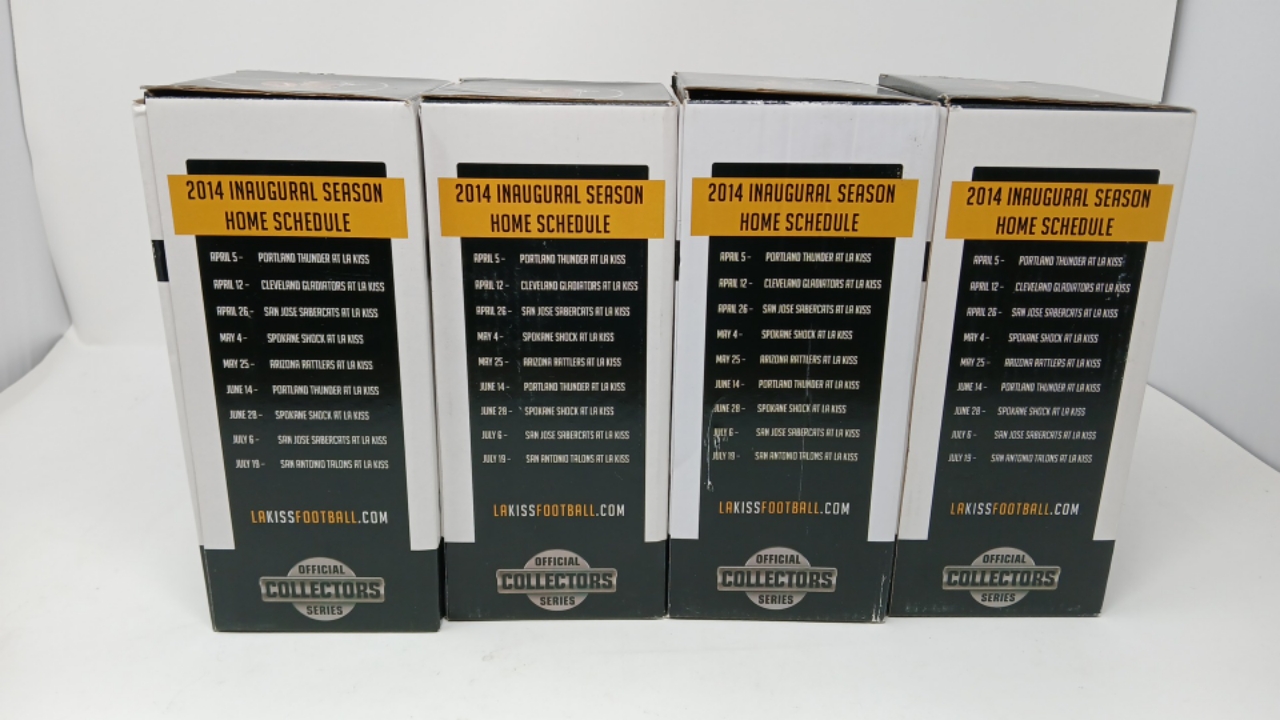 2014 INAUGURAL SEASON
HOME SCHEDULE
APRIL 5 - PORTLAND THUNDER AT LA KISS
APRIL 12 - CLEVELAND GLADIATORS AT LA KISS
APRIL 26 - SAN JOSE SABERCATS AT LA KISS
MAY 4 - SPOKANE SHOCK AT LA KISS
MAY 25 - ARIZONA RATTLERS AT LA KISS
JUNE 14 - PORTLAND THUNDER AT LA KISS
JUNE 28 - SPOKANE SHOCK AT LA KISS
JULY 6 - SAN JOSE SABERCATS AT LA KISS
JULY 19 - SAN ANTONIO TALONS AT LA KISS
LAKISSFOOTBALL.COM
OFFICIAL
COLLECTORS
SERIES
2014 INAUGURAL SEASON
HOME SCHEDULE
APRIL 5 - PORTLAND THUNDER AT LA KISS
APRIL 12 - CLEVELAND GLADIATORS AT LA KISS
APRIL 26 - SAN JOSE SABERCATS AT LA KISS
MAY 4 - SPOKANE SHOCK AT LA KISS
MAY 25 - ARIZONA RATTLERS AT LA KISS
JUNE 14 - PORTLAND THUNDER AT LA KISS
JUNE 28 - SPOKANE SHOCK AT LA KISS
JULY 6 - SAN JOSE SABERCATS AT LA KISS
JULY 19 - SAN ANTONIO TALONS AT LA KISS
LAKISSFOOTBALL.COM
OFFICIAL
COLLECTORS
SERIES
2014 INAUGURAL SEASON
HOME SCHEDULE
APRIL 5 - PORTLAND THUNDER AT LA KISS
APRIL 12 - CLEVELAND GLADIATORS AT LA KISS
APRIL 26 - SAN JOSE SABERCATS AT LA KISS
MAY 4 - SPOKANE SHOCK AT LA KISS
MAY 25 - ARIZONA RATTLERS AT LA KISS
JUNE 14 - PORTLAND THUNDER AT LA KISS
JUNE 28 - SPOKANE SHOCK AT LA KISS
JULY 6 - SAN JOSE SABERCATS AT LA KISS
JULY 19 - SAN ANTONIO TALONS AT LA KISS
LAKISSFOOTBALL.COM
OFFICIAL
COLLECTORS
SERIES
2014 INAUGURAL SEASON
HOME SCHEDULE
APRIL 5 - PORTLAND THUNDER AT LA KISS
APRIL 12 - CLEVELAND GLADIATORS AT LA KISS
APRIL 26 - SAN JOSE SABERCATS AT LA KISS
MAY 4 - SPOKANE SHOCK AT LA KISS
MAY 25 - ARIZONA RATTLERS AT LA KISS
JUNE 14 - PORTLAND THUNDER AT LA KISS
JUNE 28 - SPOKANE SHOCK AT LA KISS
JULY 6 - SAN JOSE SABERCATS AT LA KISS
JULY 19 - SAN ANTONIO TALONS AT LA KISS
LAKISSFOOTBALL.COM
OFFICIAL
COLLECTORS
SERIES